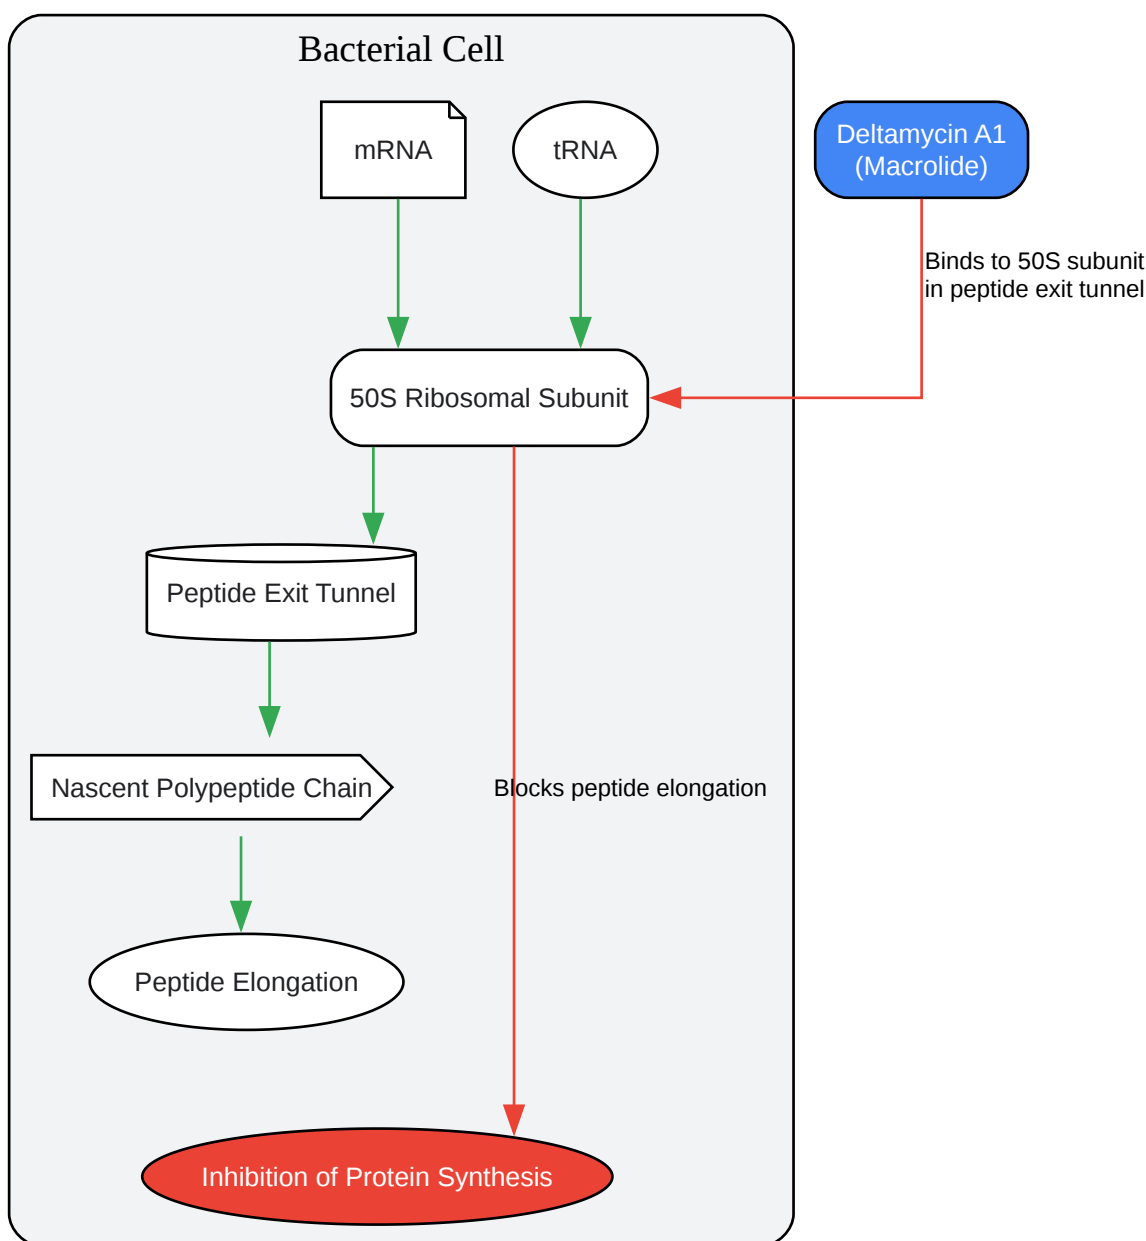 Bacterial Cell
mRNA
tRNA
Deltamycin A1
(Macrolide)
Binds to 50S subunit
in peptide exit tunnel
50S Ribosomal Subunit
Peptide Exit Tunnel
Nascent Polypeptide Chain
Blocks peptide elongation
Peptide Elongation
Inhibition of Protein Synthesis